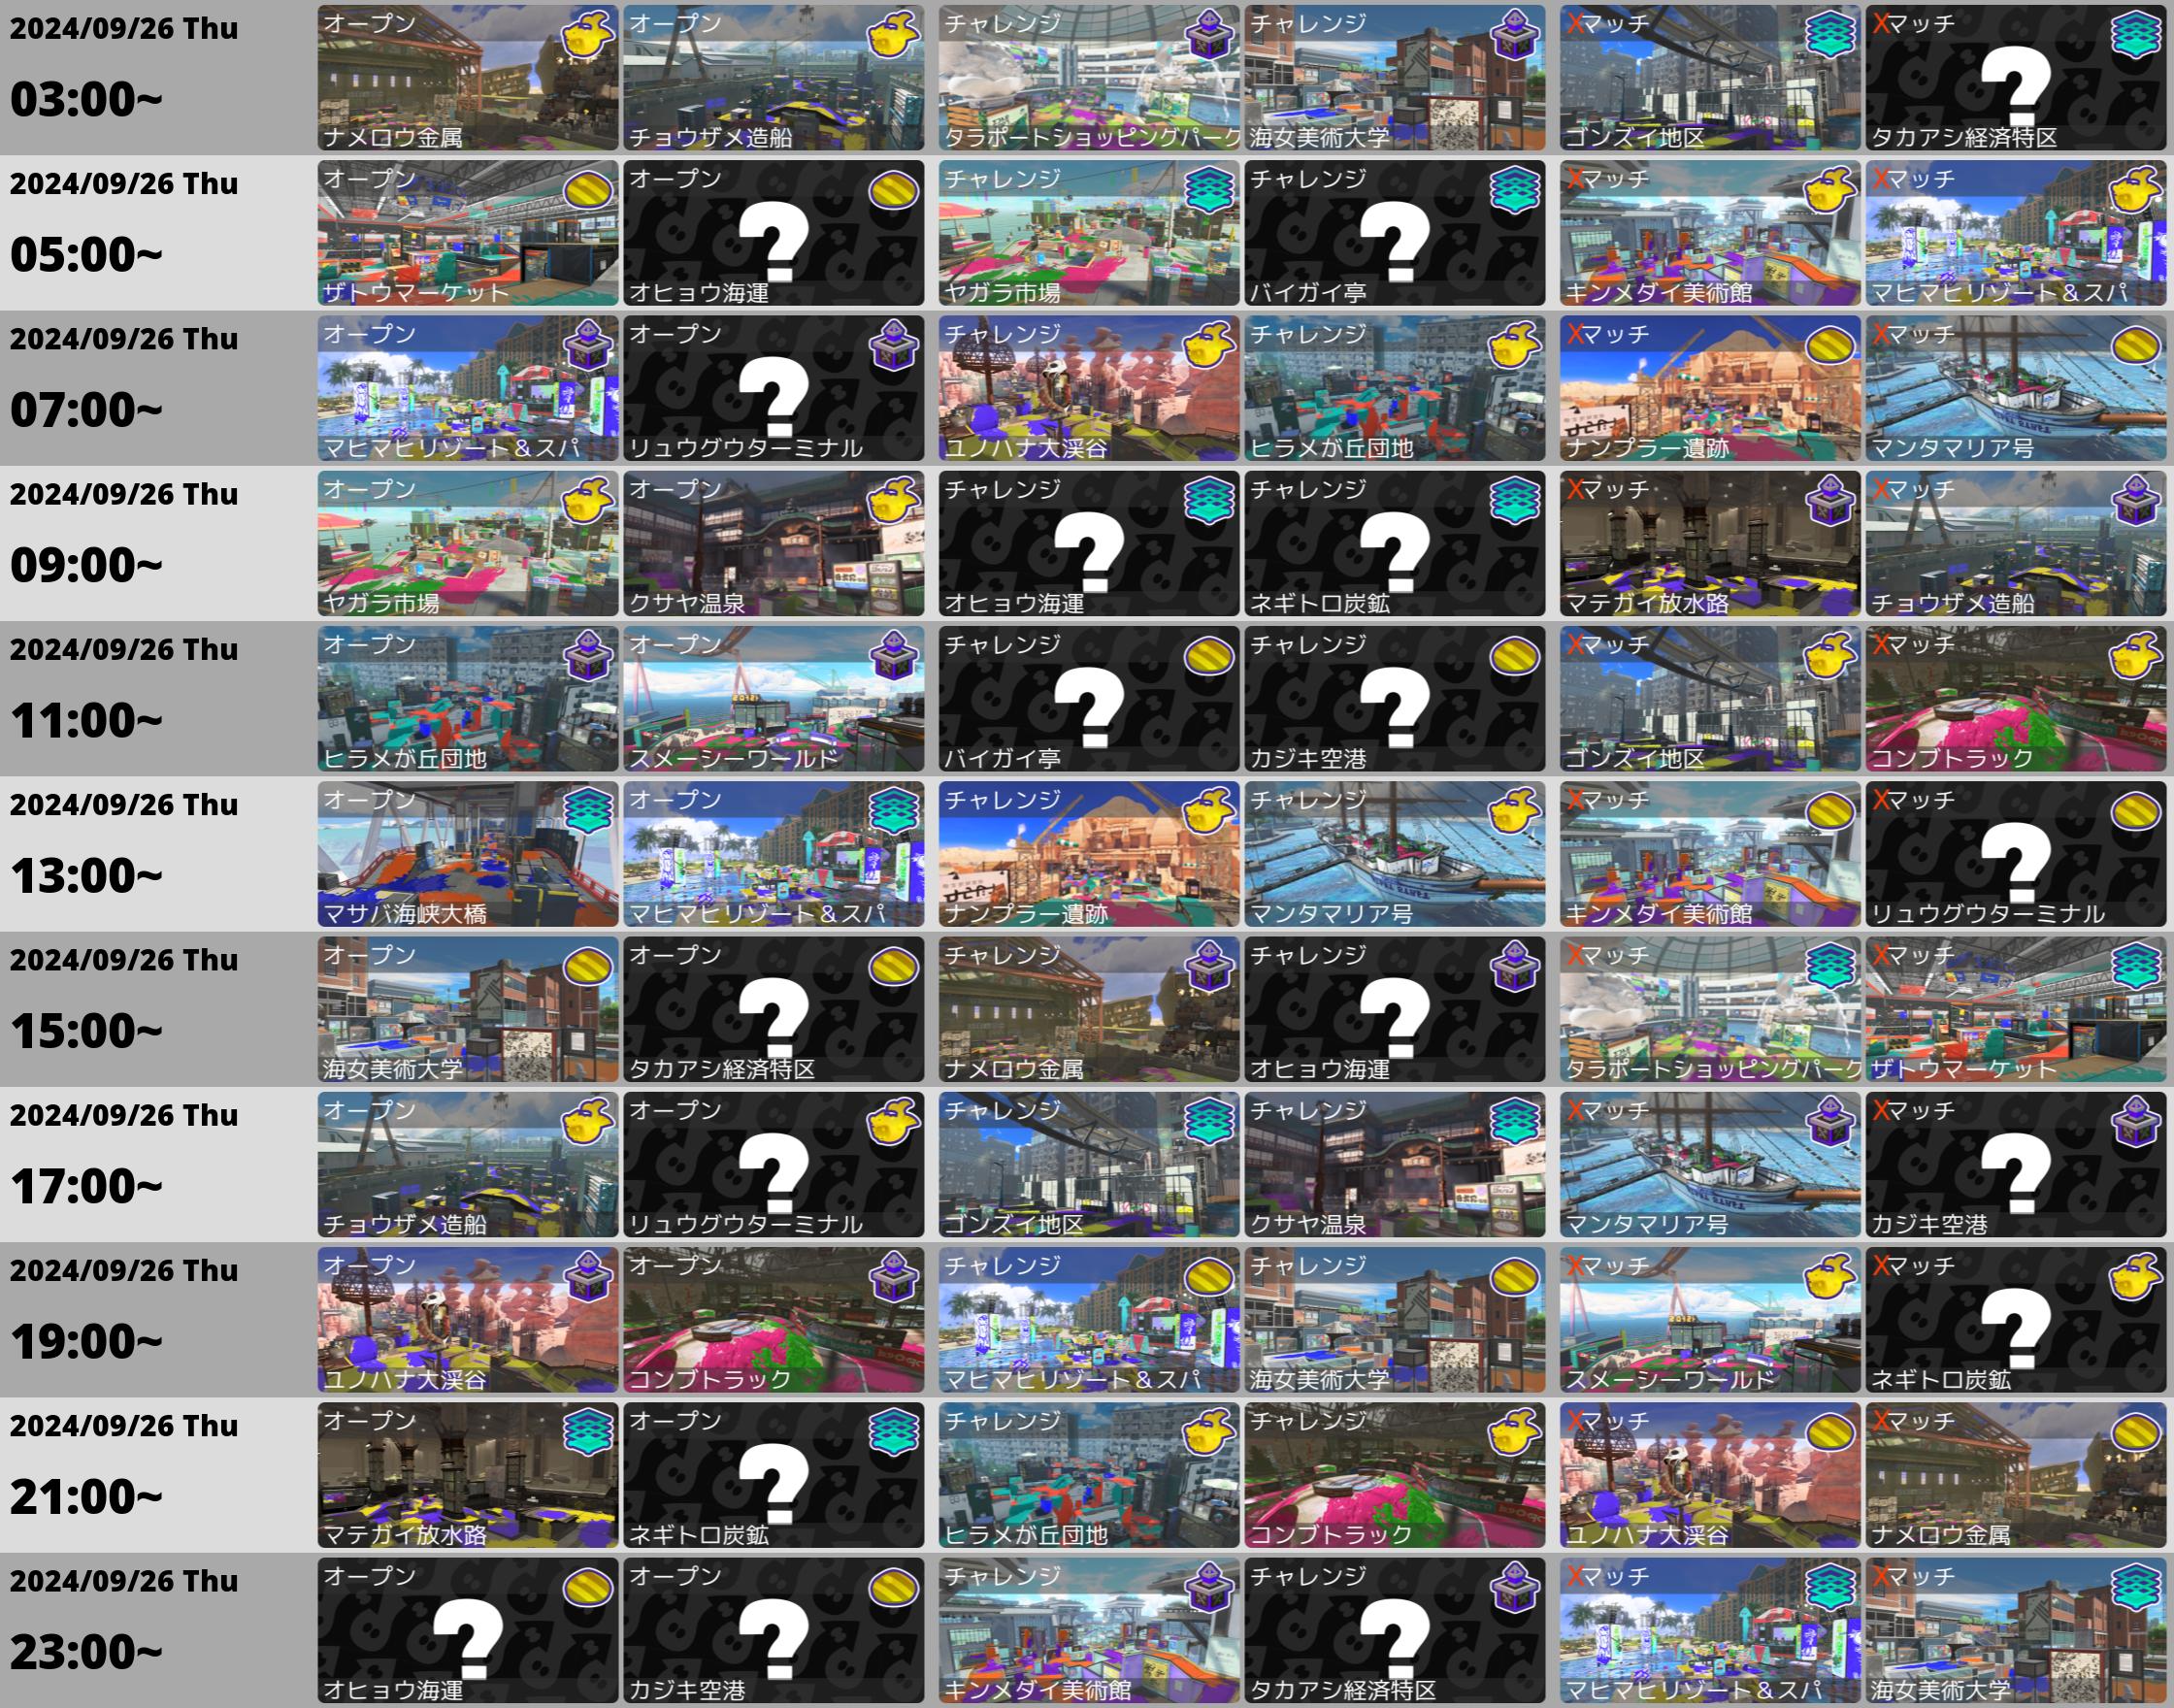 2024/09/26 Thu
03:00~
オープン オープン チャレンジ チャレンジ Xマッチ Xマッチ
ナメロウ金属 チョウザメ造船 タラポートショッピングパーク 海女美術大学 ゴンズイ地区 タカアシ経済特区
2024/09/26 Thu
05:00~
オープン オープン チャレンジ チャレンジ Xマッチ Xマッチ
ザトウマーケット オヒョウ海運 ヤガラ市場 バイガイ亭 キンメダイ美術館 マヒマヒリゾート&スパ
2024/09/26 Thu
07:00~
オープン オープン チャレンジ チャレンジ Xマッチ Xマッチ
マヒマヒリゾート&スパ リュウグウターミナル ユノハナ大渓谷 ヒラメが丘団地 ナンプラー遺跡 マンタマリア号
2024/09/26 Thu
09:00~
オープン オープン チャレンジ チャレンジ Xマッチ Xマッチ
ヤガラ市場 クサヤ温泉 オヒョウ海運 ネギトロ炭鉱 マテガイ放水路 チョウザメ造船
2024/09/26 Thu
11:00~
オープン オープン チャレンジ チャレンジ Xマッチ Xマッチ
ヒラメが丘団地 スメーシーワールド バイガイ亭 カジキ空港 ゴンズイ地区 コンブトラック
2024/09/26 Thu
13:00~
オープン オープン チャレンジ チャレンジ Xマッチ Xマッチ
マサバ海峡大橋 マヒマヒリゾート&スパ ナンプラー遺跡 マンタマリア号 キンメダイ美術館 リュウグウターミナル
2024/09/26 Thu
15:00~
オープン オープン チャレンジ チャレンジ Xマッチ Xマッチ
海女美術大学 タカアシ経済特区 ナメロウ金属 オヒョウ海運 タラポートショッピングパーク ザトウマーケット
2024/09/26 Thu
17:00~
オープン オープン チャレンジ チャレンジ Xマッチ Xマッチ
チョウザメ造船 リュウグウターミナル ゴンズイ地区 クサヤ温泉 マンタマリア号 カジキ空港
2024/09/26 Thu
19:00~
オープン オープン チャレンジ チャレンジ Xマッチ Xマッチ
ユノハナ大渓谷 コンブトラック マヒマヒリゾート&スパ 海女美術大学 スメーシーワールド ネギトロ炭鉱
2024/09/26 Thu
21:00~
オープン オープン チャレンジ チャレンジ Xマッチ Xマッチ
マテガイ放水路 ネギトロ炭鉱 ヒラメが丘団地 コンブトラック ユノハナ大渓谷 ナメロウ金属
2024/09/26 Thu
23:00~
オープン オープン チャレンジ チャレンジ Xマッチ Xマッチ
オヒョウ海運 カジキ空港 キンメダイ美術館 タカアシ経済特区 マヒマヒリゾート&スパ 海女美術大学